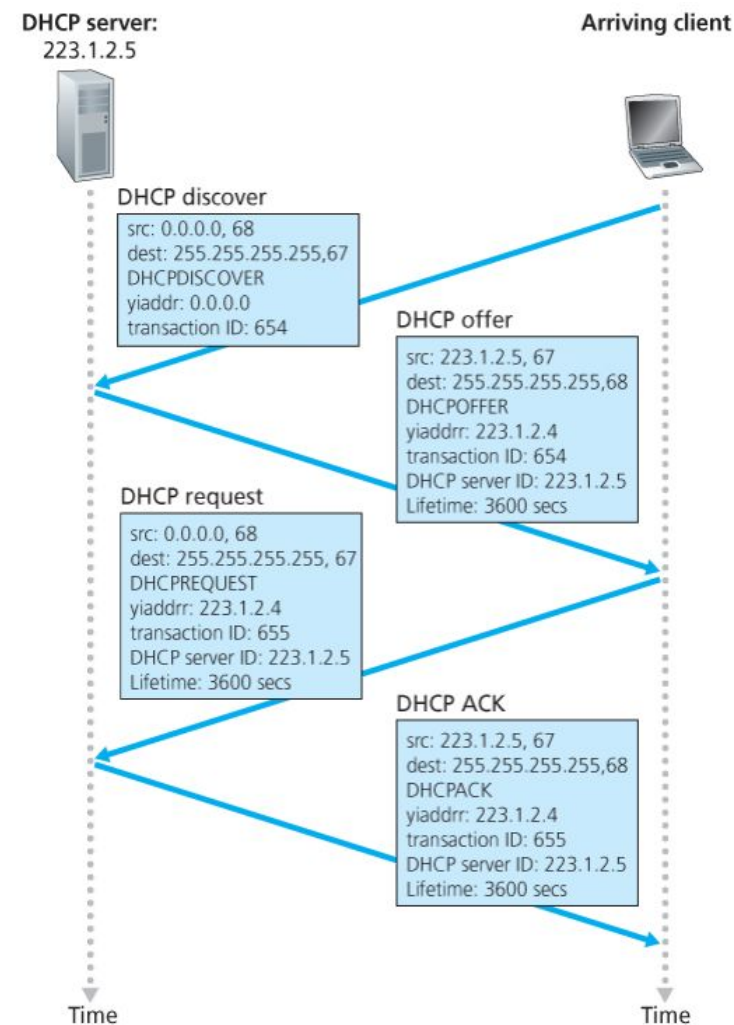 DHCP server:
223.1.2.5
Arriving client
DHCP discover
src: 0.0.0.0, 68
dest: 255.255.255.255,67
DHCPDISCOVER
yiaddr: 0.0.0.0
transaction ID: 654
DHCP offer
src: 223.1.2.5, 67
dest: 255.255.255.255,68
DHCPOFFER
yiaddrr: 223.1.2.4
transaction ID: 654
DHCP server ID: 223.1.2.5
Lifetime: 3600 secs
DHCP request
src: 0.0.0.0, 68
dest: 255.255.255.255, 67
DHCPREQUEST
yiaddrr: 223.1.2.4
transaction ID: 655
DHCP server ID: 223.1.2.5
Lifetime: 3600 secs
DHCP ACK
src: 223.1.2.5, 67
dest: 255.255.255.255,68
DHCPACK
yiaddrr: 223.1.2.4
transaction ID: 655
DHCP server ID: 223.1.2.5
Lifetime: 3600 secs
Time
Time